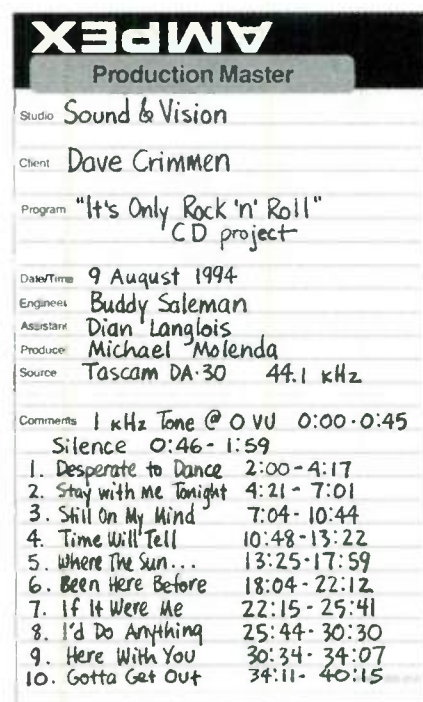 AMPEX
Production Master
Studio Sound & Vision
Client Dave Crimmen
Program "It's Only Rock 'n' Roll"
CD project
Date/Time 9 August 1994
Engineer Buddy Saleman
Assistant Dian Langlois
Producer Michael Molenda
Source Tascam DA-30 44.1 kHz
Comments 1 kHz Tone @ 0 VU 0:00-0:45
Silence 0:46-1:59
1. Desperate to Dance 2:00-4:17
2. Stay with me Tonight 4:21-7:01
3. Still On My Mind 7:04-10:44
4. Time Will Tell 10:48-13:22
5. Where The Sun... 13:25-17:59
6. Been Here Before 18:04-22:12
7. If It Were Me 22:15-25:41
8. I'd Do Anything 25:44-30:30
9. Here With You 30:34-34:07
10. Gotta Get Out 34:11-40:15